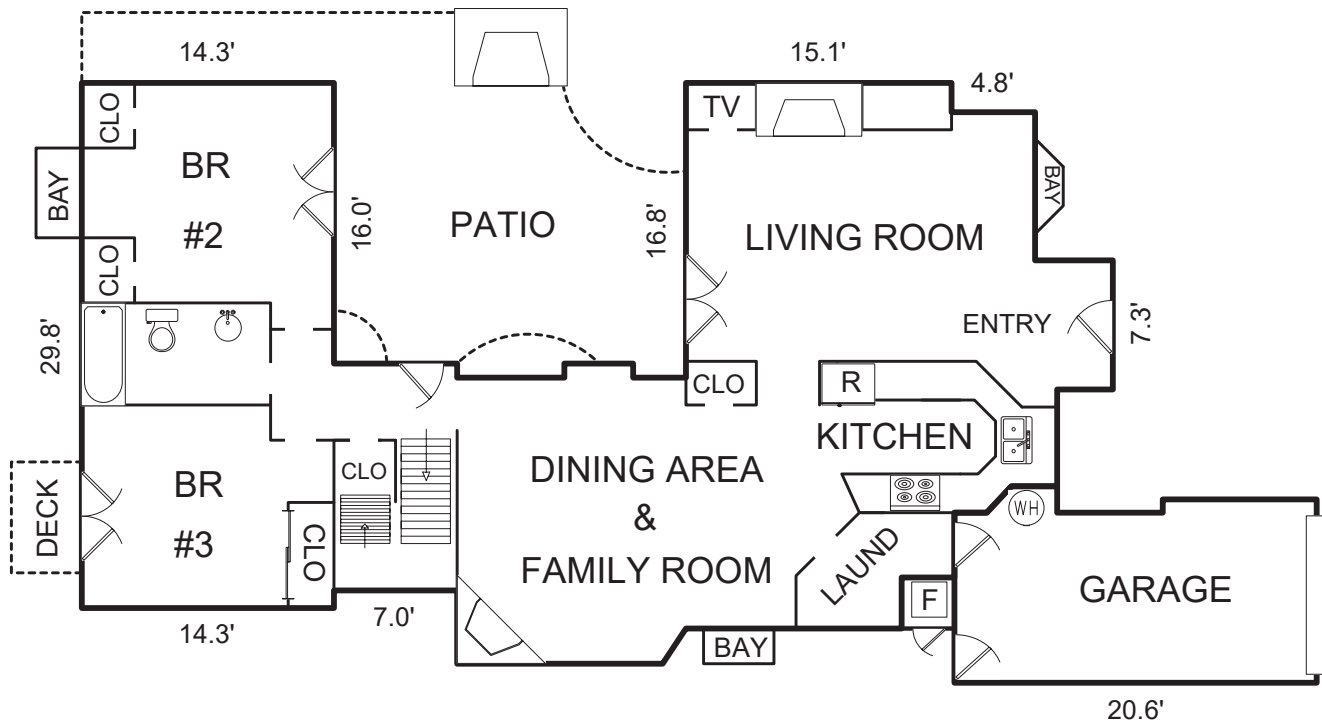 14.3'
15.1'
4.8'
CLO
TV
BR
#2
BAY
BAY
16.0'
PATIO
16.8'
LIVING ROOM
CLO
29.8'
ENTRY
7.3'
CLO
R
KITCHEN
CLO
DINING AREA
&
FAMILY ROOM
BR
#3
DECK
CLO
WH
LAUND
F
GARAGE
14.3'
7.0'
BAY
20.6'